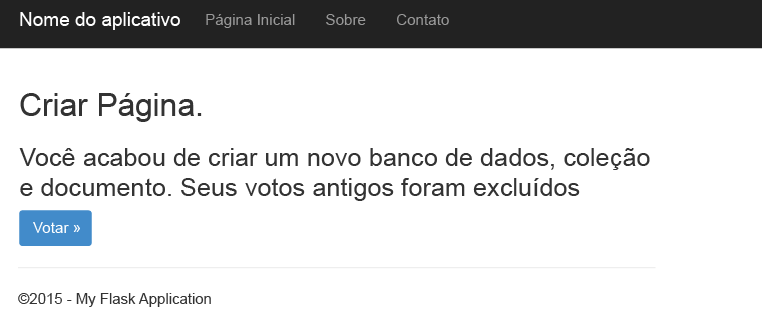 Nome do aplicativo Página Inicial Sobre Contato
Criar Página.
Você acabou de criar um novo banco de dados, coleção
e documento. Seus votos antigos foram excluídos
Votar »
©2015 - My Flask Application